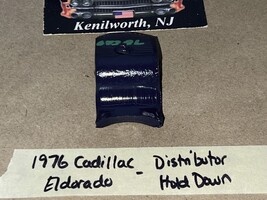 Kenilworth, NJ
1976 Cadillac - Distributor
Eldorado Hold Down